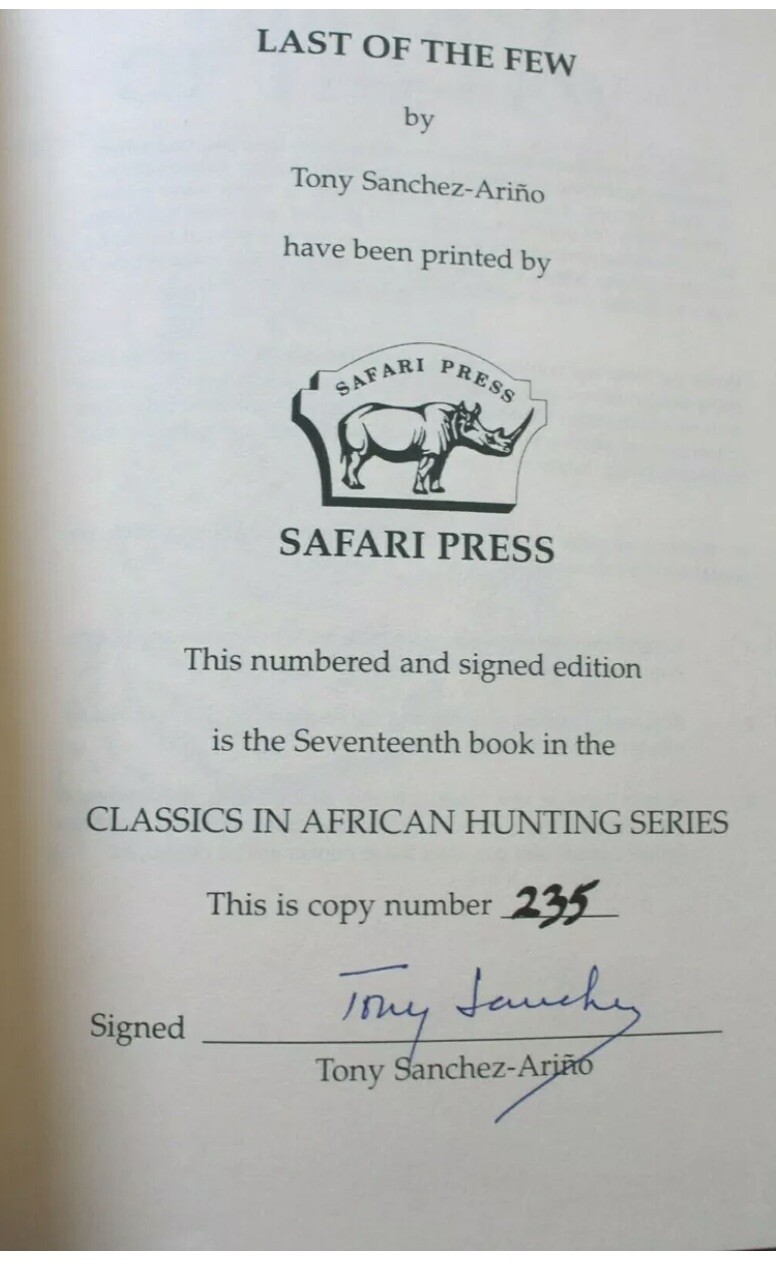 LAST OF THE FEW
by
Tony Sanchez-Ariño
have been printed by
SAFARI PRESS
SAFARI PRESS
This numbered and signed edition
is the Seventeenth book in the
CLASSICS IN AFRICAN HUNTING SERIES
This is copy number 235
Tony Sanchez
Signed
Tony Sanchez-Ariño